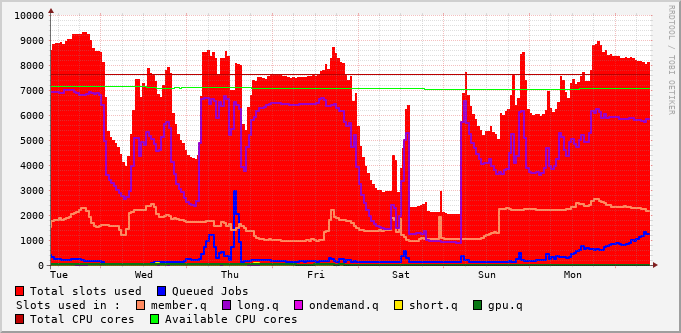 10000
9000
8000
7000
6000
5000
4000
3000
2000
1000
0
Tue Wed Thu Fri Sat Sun Mon
RRDTOOL / TOBI OETIKER
Total slots used Queued Jobs
Slots used in : member.q long.q ondemand.q short.q gpu.q
Total CPU cores Available CPU cores